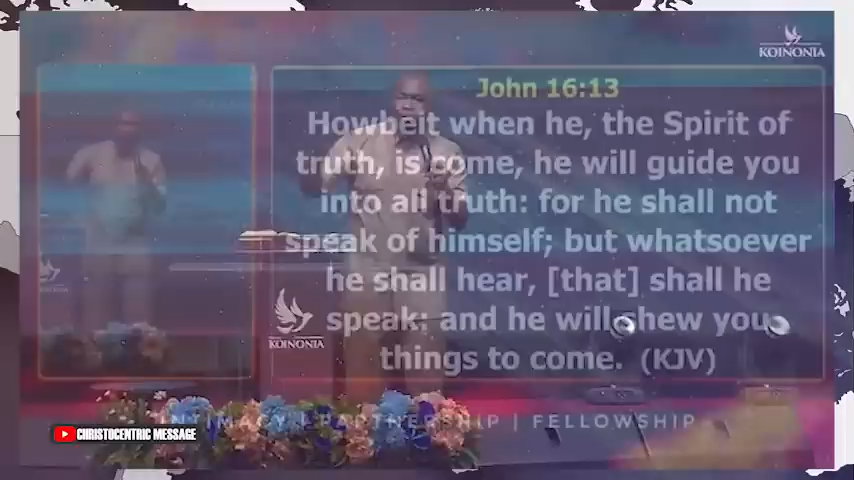 KOINONIA
John 16:13
Howbeit when he, the Spirit of
truth, is come, he will guide you
into all truth: for he shall not
speak of himself; but whatsoever
he shall hear, [that] shall he
speak: and he will shew you
things to come. (KJV)
KOINONIA
INTIMACY | PARTNERSHIP | FELLOWSHIP
CHRISTOCENTRIC MESSAGE